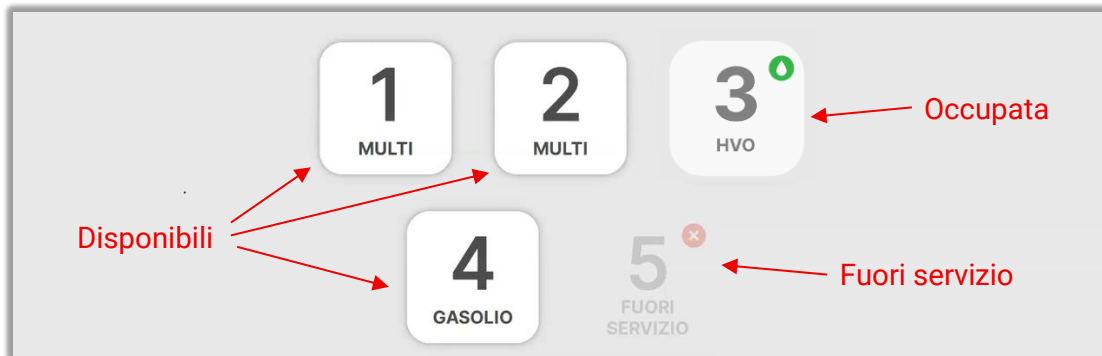 1
MULTI
2
MULTI
3
HVO
Occupata
Disponibili
4
GASOLIO
5
FUORI
SERVIZIO
Fuori servizio